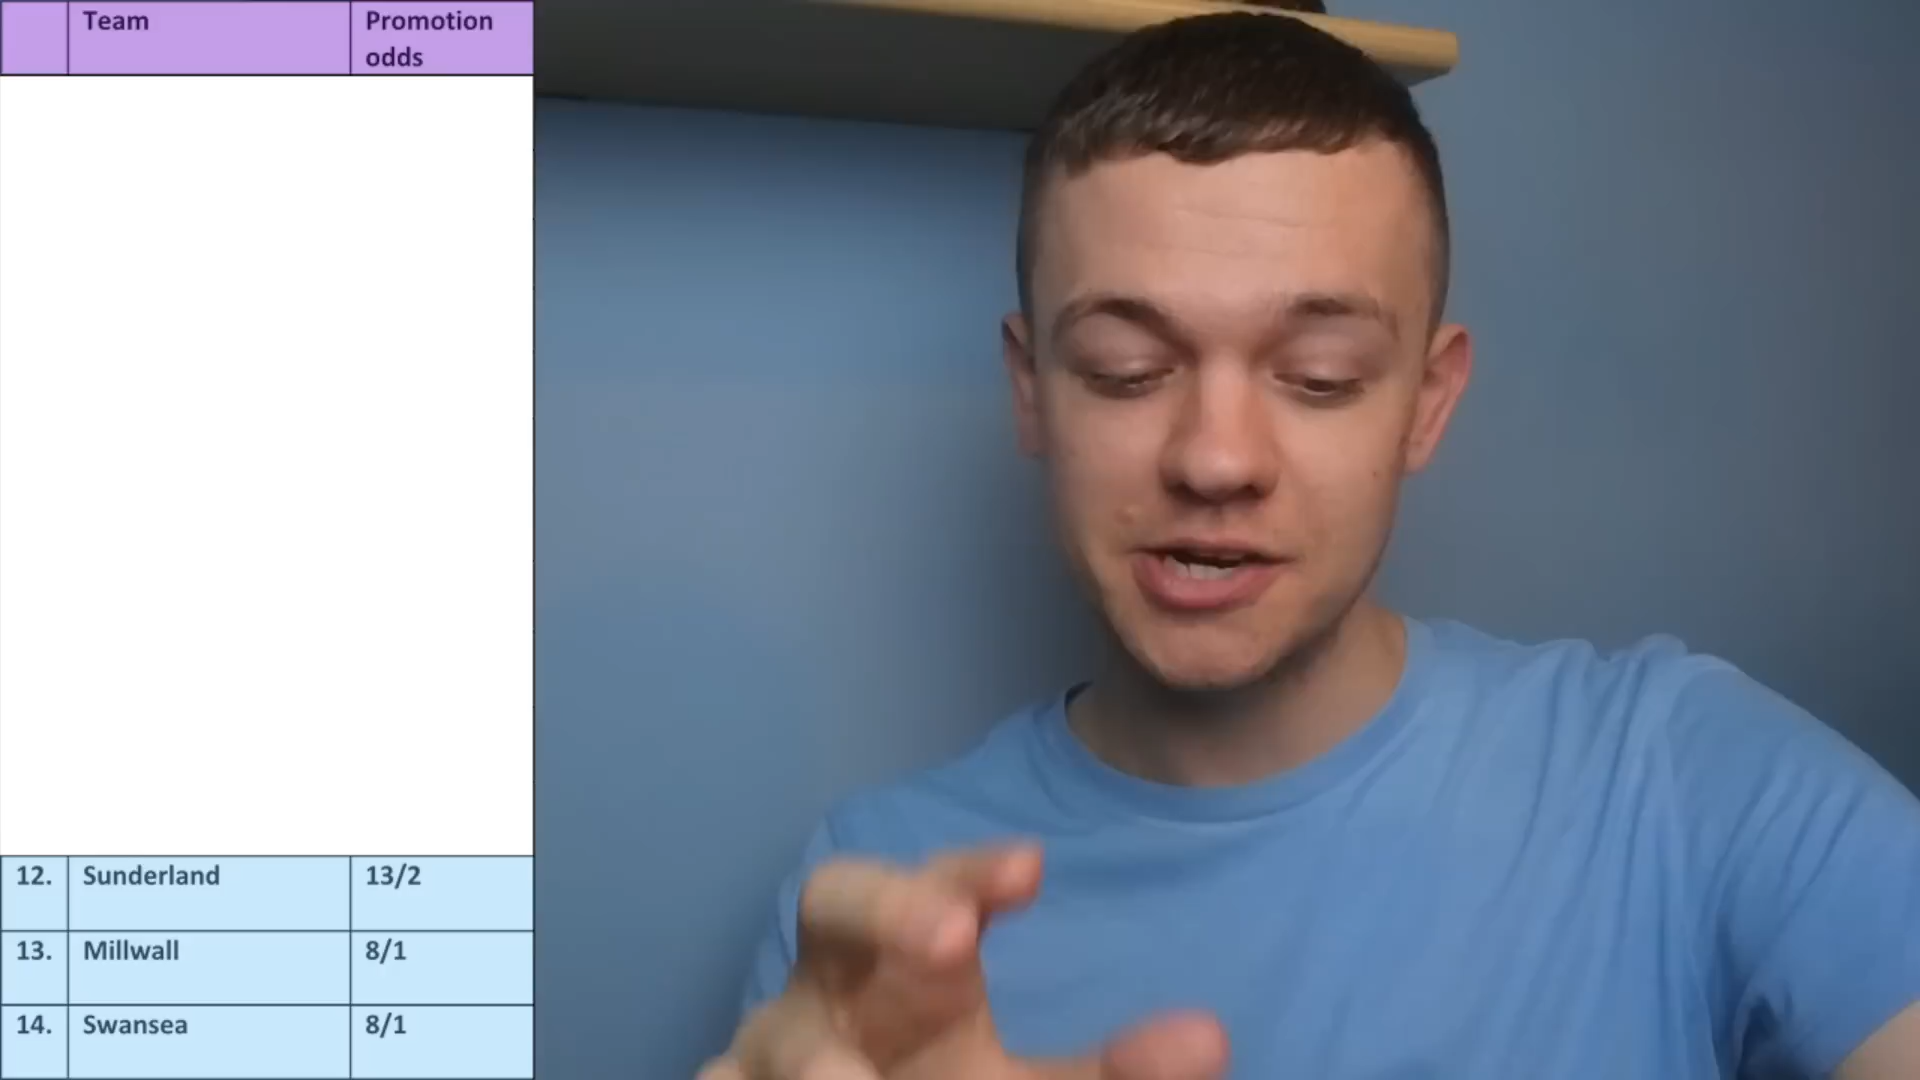 Team Promotion
odds
12. Sunderland 13/2
13. Millwall 8/1
14. Swansea 8/1